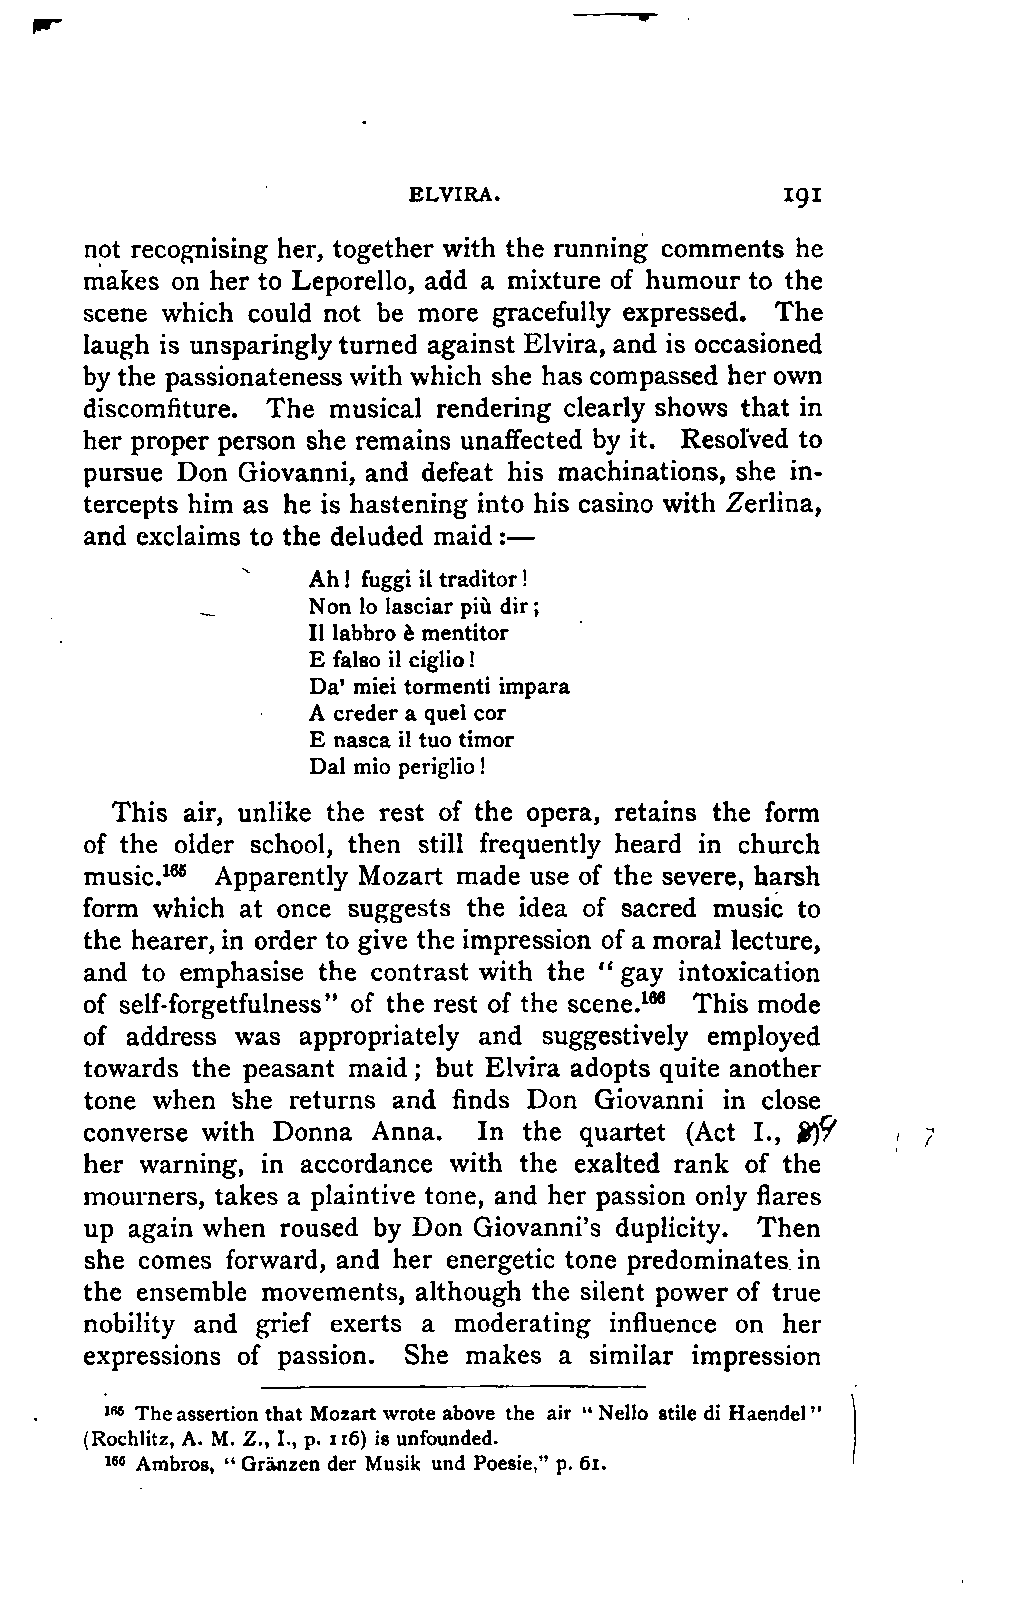 ELVIRA. 191
not recognising her, together with the running comments he
makes on her to Leporello, add a mixture of humour to the
scene which could not be more gracefully expressed. The
laugh is unsparingly turned against Elvira, and is occasioned
by the passionateness with which she has compassed her own
discomfiture. The musical rendering clearly shows that in
her proper person she remains unaffected by it. Resolved to
pursue Don Giovanni, and defeat his machinations, she in-
tercepts him as he is hastening into his casino with Zerlina,
and exclaims to the deluded maid :—
Ah! fuggi il traditor!
Non lo lasciar più dir;
Il labbro è mentitor
E falso il ciglio!
Da' miei tormenti impara
A creder a quel cor
E nasca il tuo timor
Dal mio periglio!
This air, unlike the rest of the opera, retains the form
of the older school, then still frequently heard in church
music.165 Apparently Mozart made use of the severe, harsh
form which at once suggests the idea of sacred music to
the hearer, in order to give the impression of a moral lecture,
and to emphasise the contrast with the "gay intoxication
of self-forgetfulness" of the rest of the scene.166 This mode
of address was appropriately and suggestively employed
towards the peasant maid; but Elvira adopts quite another
tone when she returns and finds Don Giovanni in close
converse with Donna Anna. In the quartet (Act I.,
her warning, in accordance with the exalted rank of the
mourners, takes a plaintive tone, and her passion only flares
up again when roused by Don Giovanni's duplicity. Then
she comes forward, and her energetic tone predominates in
the ensemble movements, although the silent power of true
nobility and grief exerts a moderating influence on her
expressions of passion. She makes a similar impression
165 The assertion that Mozart wrote above the air "Nello stile di Haendel"
(Rochlitz, A. M. Z., I., p. 116) is unfounded.
166 Ambros, "Gränzen der Musik und Poesie," p. 61.